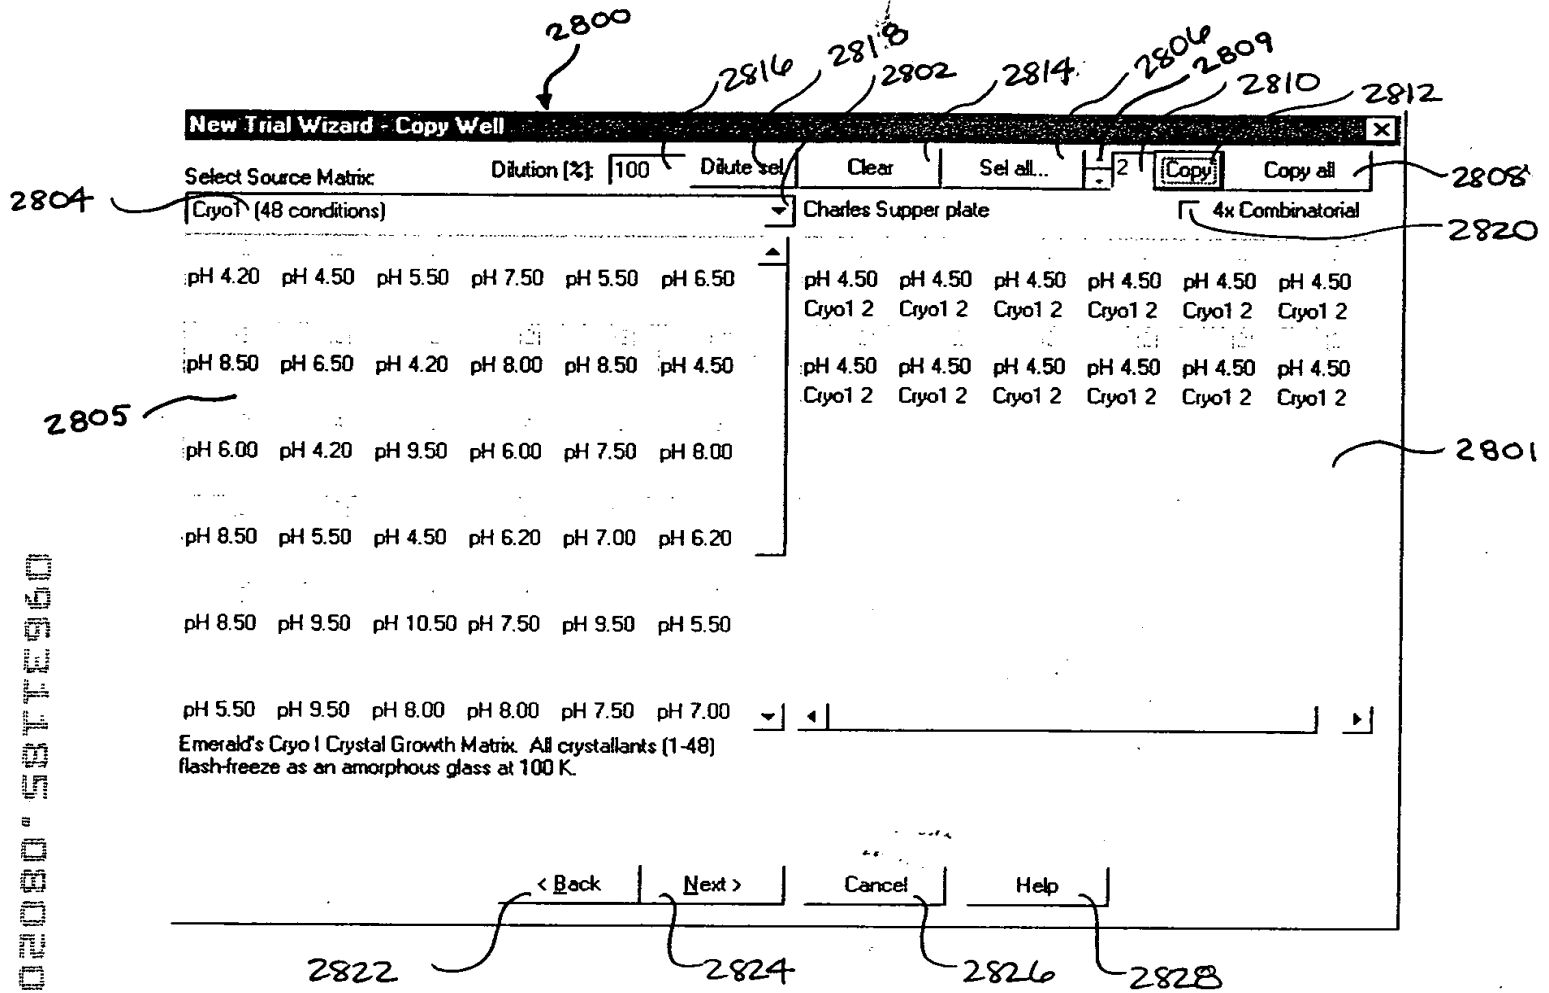 2800
2816 2818 2802 2814 2806 2809 2810 2812
New Trial Wizard - Copy Well
Select Source Matrix: Dilution [%]: 100 Dilute sel Clear Sel all... 2 Copy Copy all 2808
2804 Cryo1 (48 conditions) Charles Supper plate 4x Combinatorial 2820
pH 4.20 pH 4.50 pH 5.50 pH 7.50 pH 5.50 pH 6.50 pH 4.50 pH 4.50 pH 4.50 pH 4.50 pH 4.50 pH 4.50
Cryo1 2 Cryo1 2 Cryo1 2 Cryo1 2 Cryo1 2 Cryo1 2
pH 8.50 pH 6.50 pH 4.20 pH 8.00 pH 8.50 pH 4.50 pH 4.50 pH 4.50 pH 4.50 pH 4.50 pH 4.50 pH 4.50
Cryo1 2 Cryo1 2 Cryo1 2 Cryo1 2 Cryo1 2 Cryo1 2
2805
pH 6.00 pH 4.20 pH 9.50 pH 6.00 pH 7.50 pH 8.00 2801
pH 8.50 pH 5.50 pH 4.50 pH 6.20 pH 7.00 pH 6.20
pH 8.50 pH 9.50 pH 10.50 pH 7.50 pH 9.50 pH 5.50
pH 5.50 pH 9.50 pH 8.00 pH 8.00 pH 7.50 pH 7.00
Emerald's Cryo I Crystal Growth Matrix. All crystallants (1-48)
flash-freeze as an amorphous glass at 100 K.
< Back Next > Cancel Help
2822 2824 2826 2828
09631185.080200